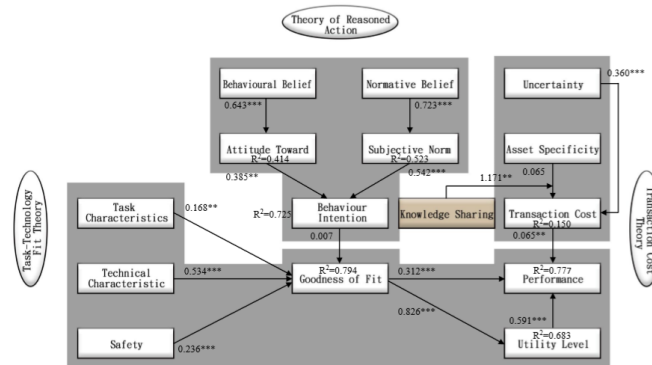 Theory of Reasoned
Action
Behavioural Belief
Normative Belief
Uncertainty
0.360***
0.643***
0.723***
Attitude Toward
R²=0.414
Subjective Norm
R²=0.523
Asset Specificity
0.385**
0.542***
1.171**
0.065
Task-Technology
Fit Theory
Task
Characteristics
0.168**
R²=0.725
Behaviour
Intention
Knowledge Sharing
Transaction Cost
R²=0.150
Transaction Cost
Theory
0.007
0.065**
Technical
Characteristic
0.534***
R²=0.794
Goodness of Fit
0.312***
R²=0.777
Performance
0.826***
0.591***
Safety
0.236***
R²=0.683
Utility Level